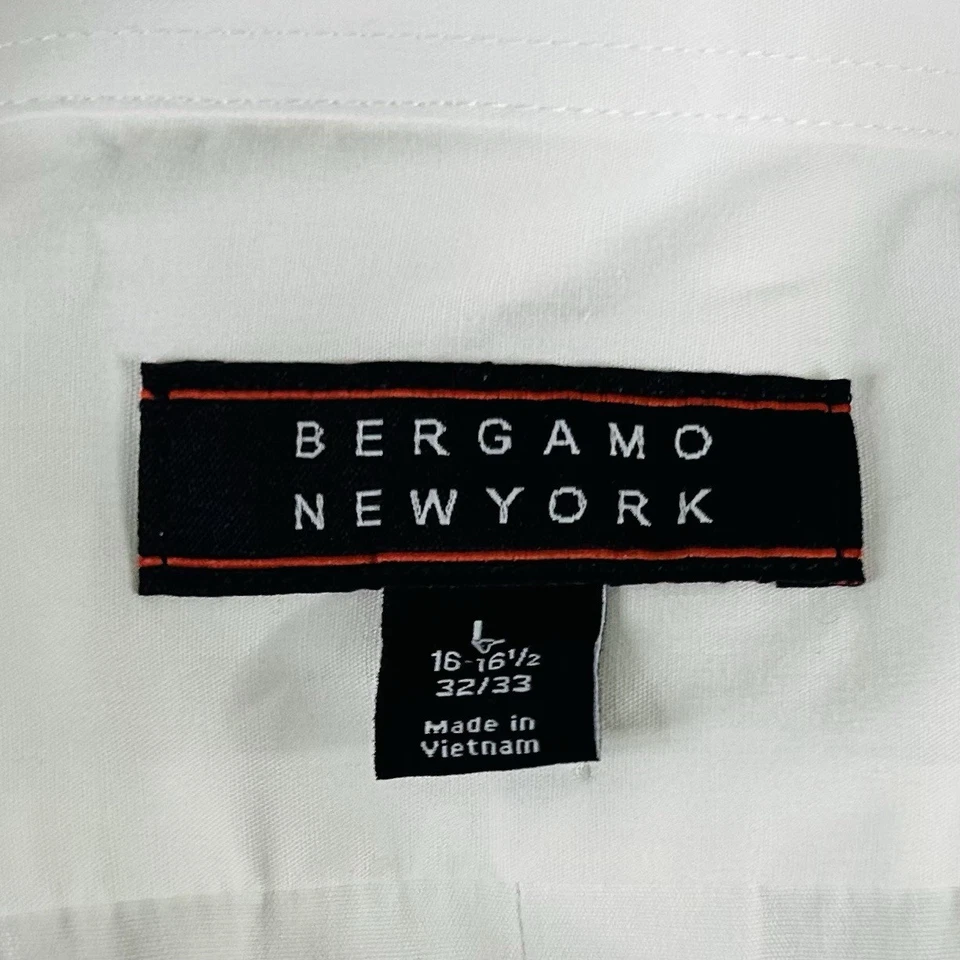 BERGAMO
NEWYORK
L
16-16½
32/33
Made in
Vietnam